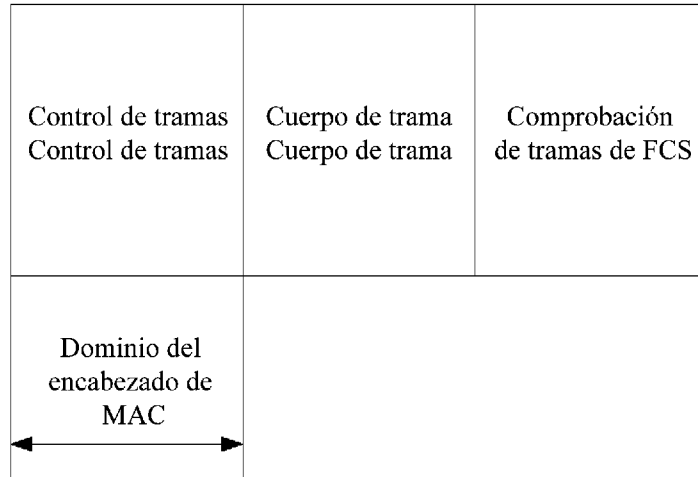 Control de tramas
Control de tramas
Cuerpo de trama
Cuerpo de trama
Comprobación
de tramas de FCS
Dominio del
encabezado de
MAC